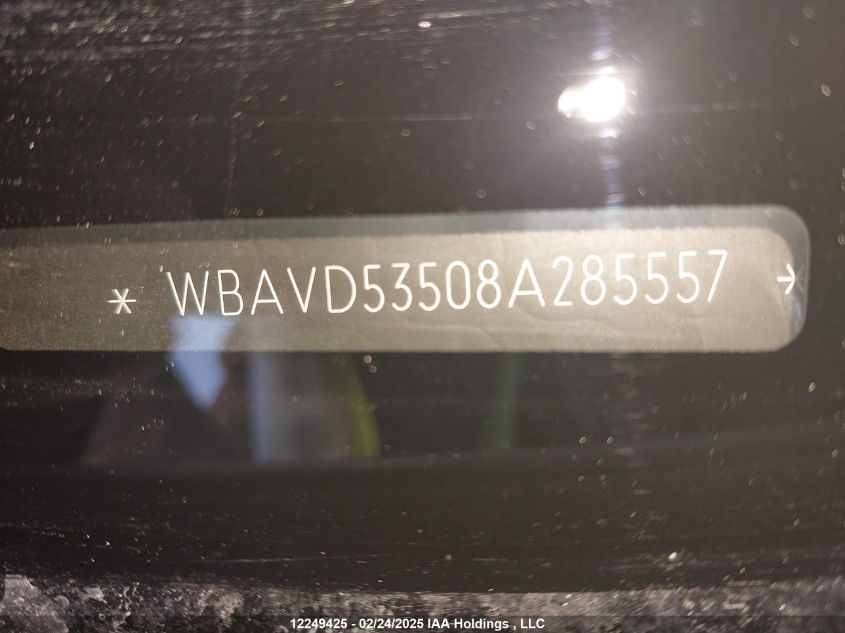 * WBAVD53508A285557 *
12249425 - 02/24/2025 IAA Holdings , LLC